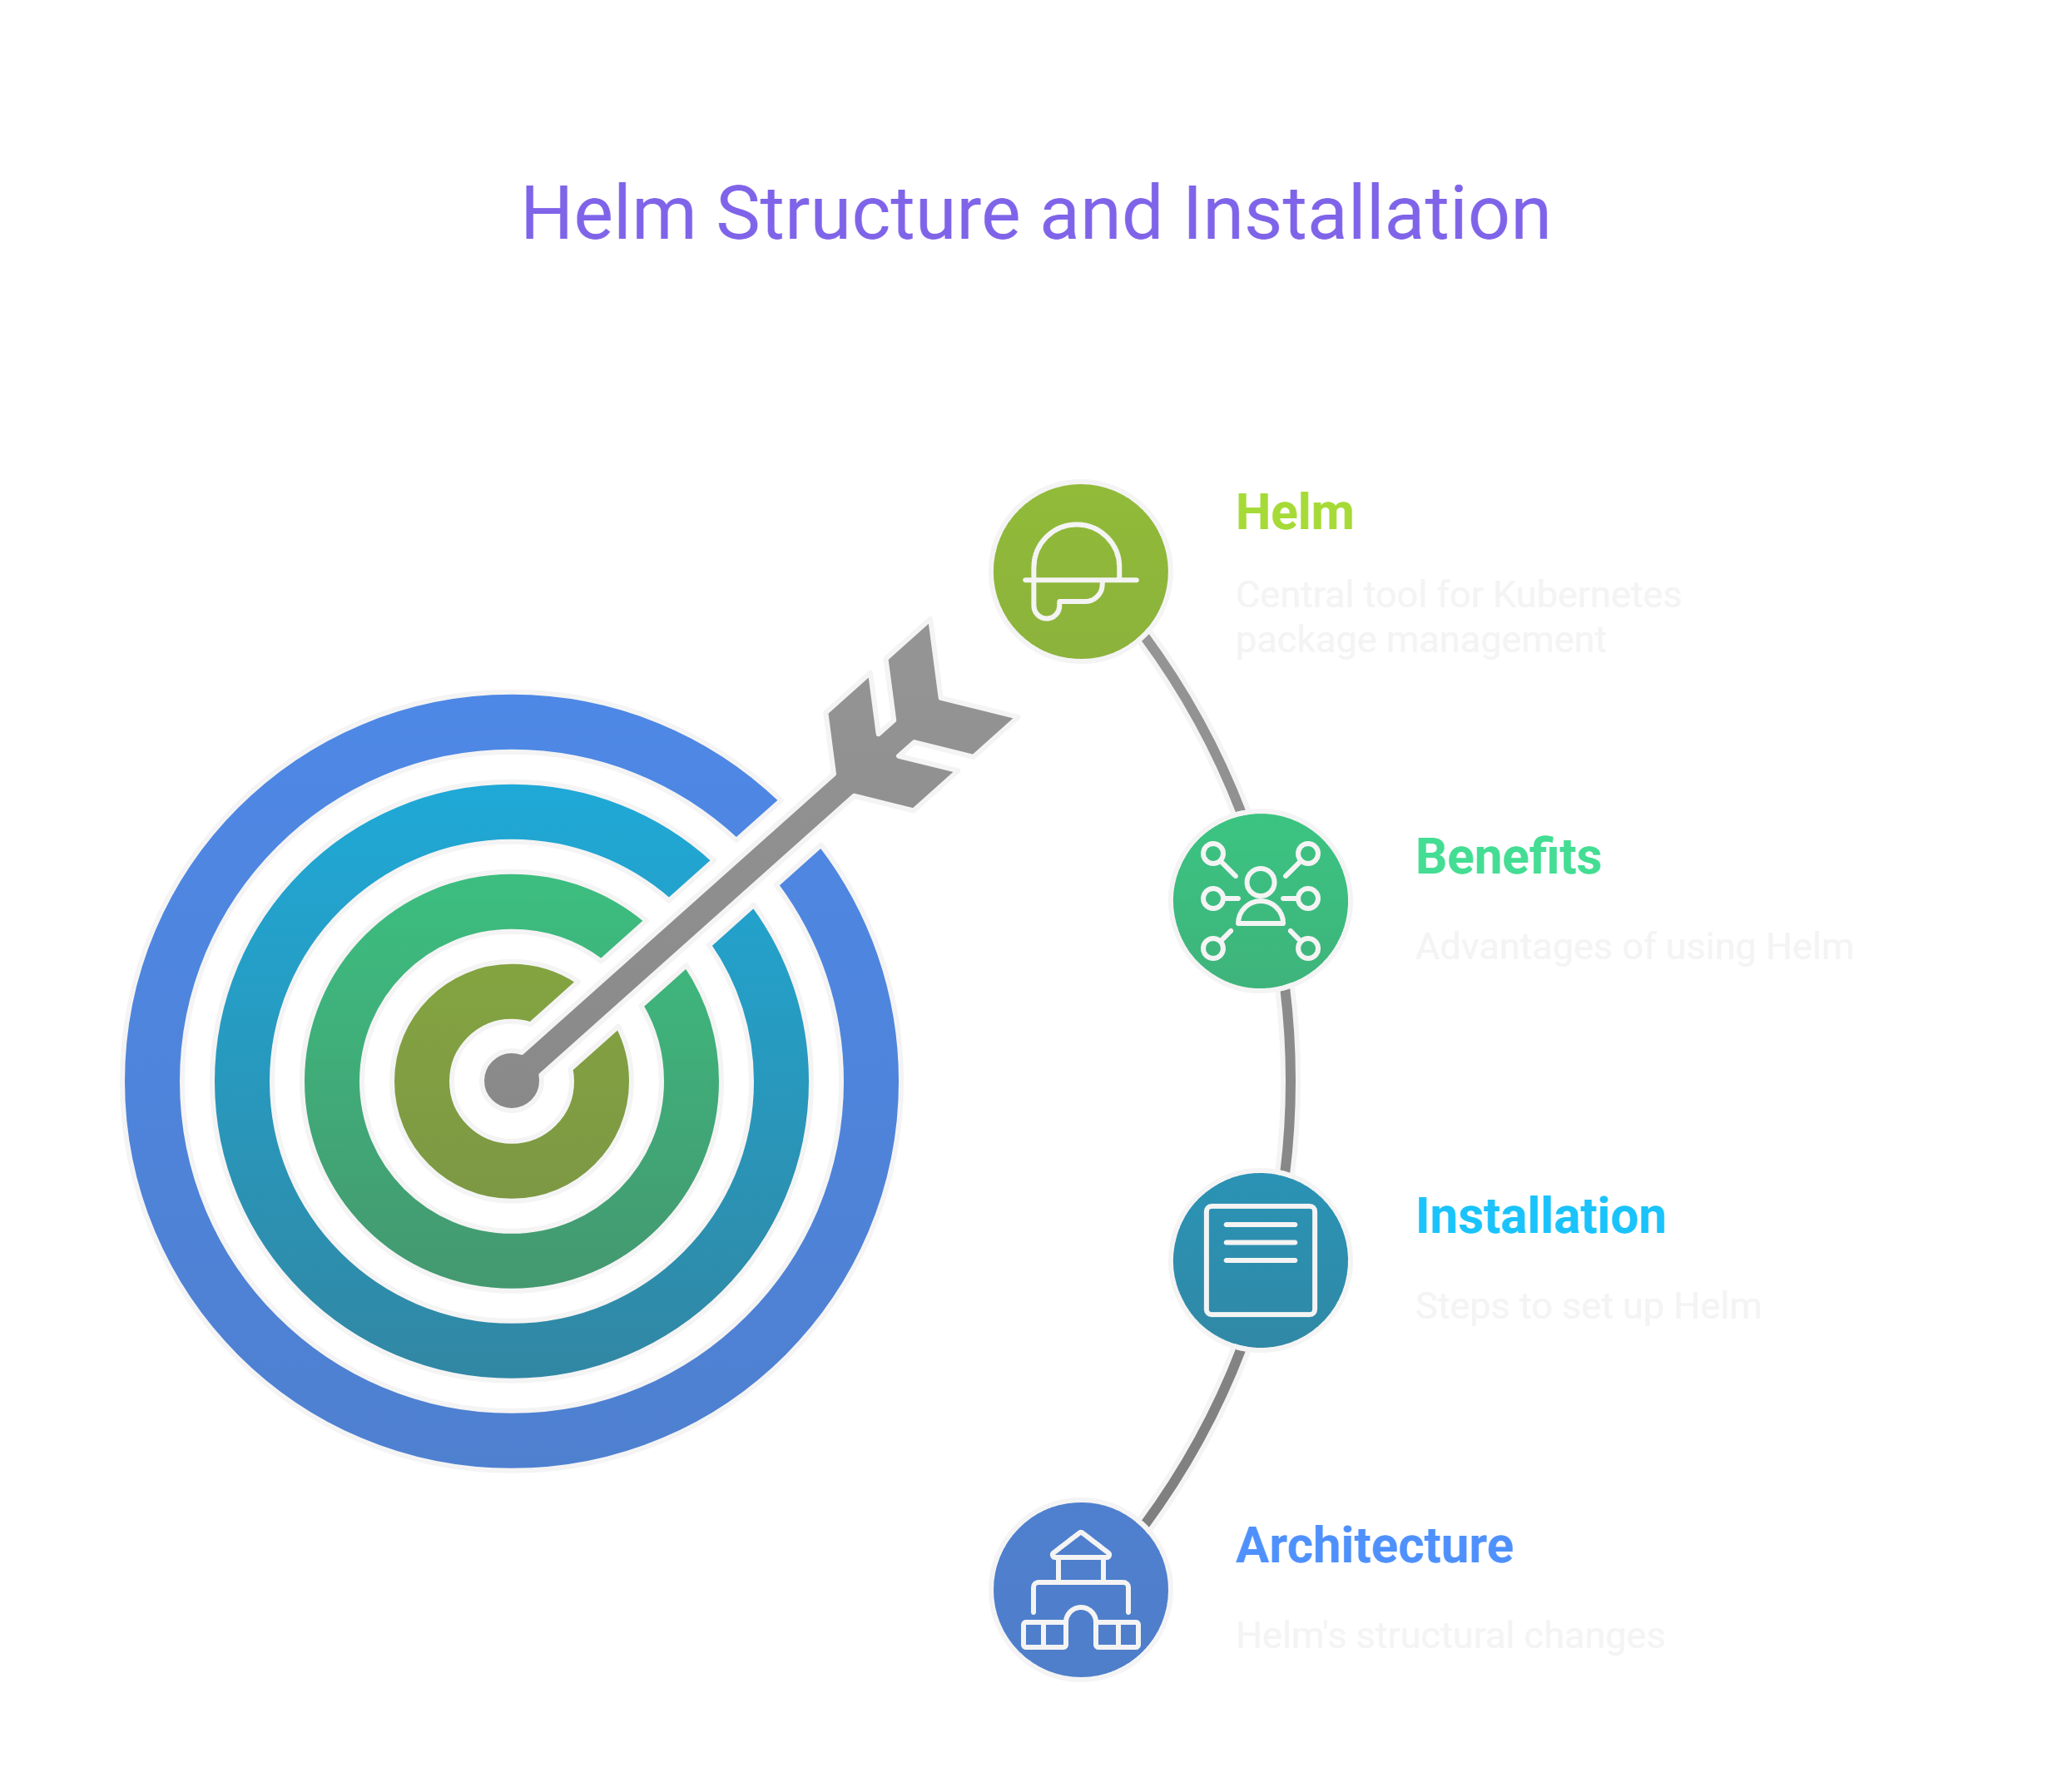 Helm Structure and Installation
Helm
Central tool for Kubernetes
package management
Benefits
Advantages of using Helm
Installation
Steps to set up Helm
Architecture
Helm's structural changes